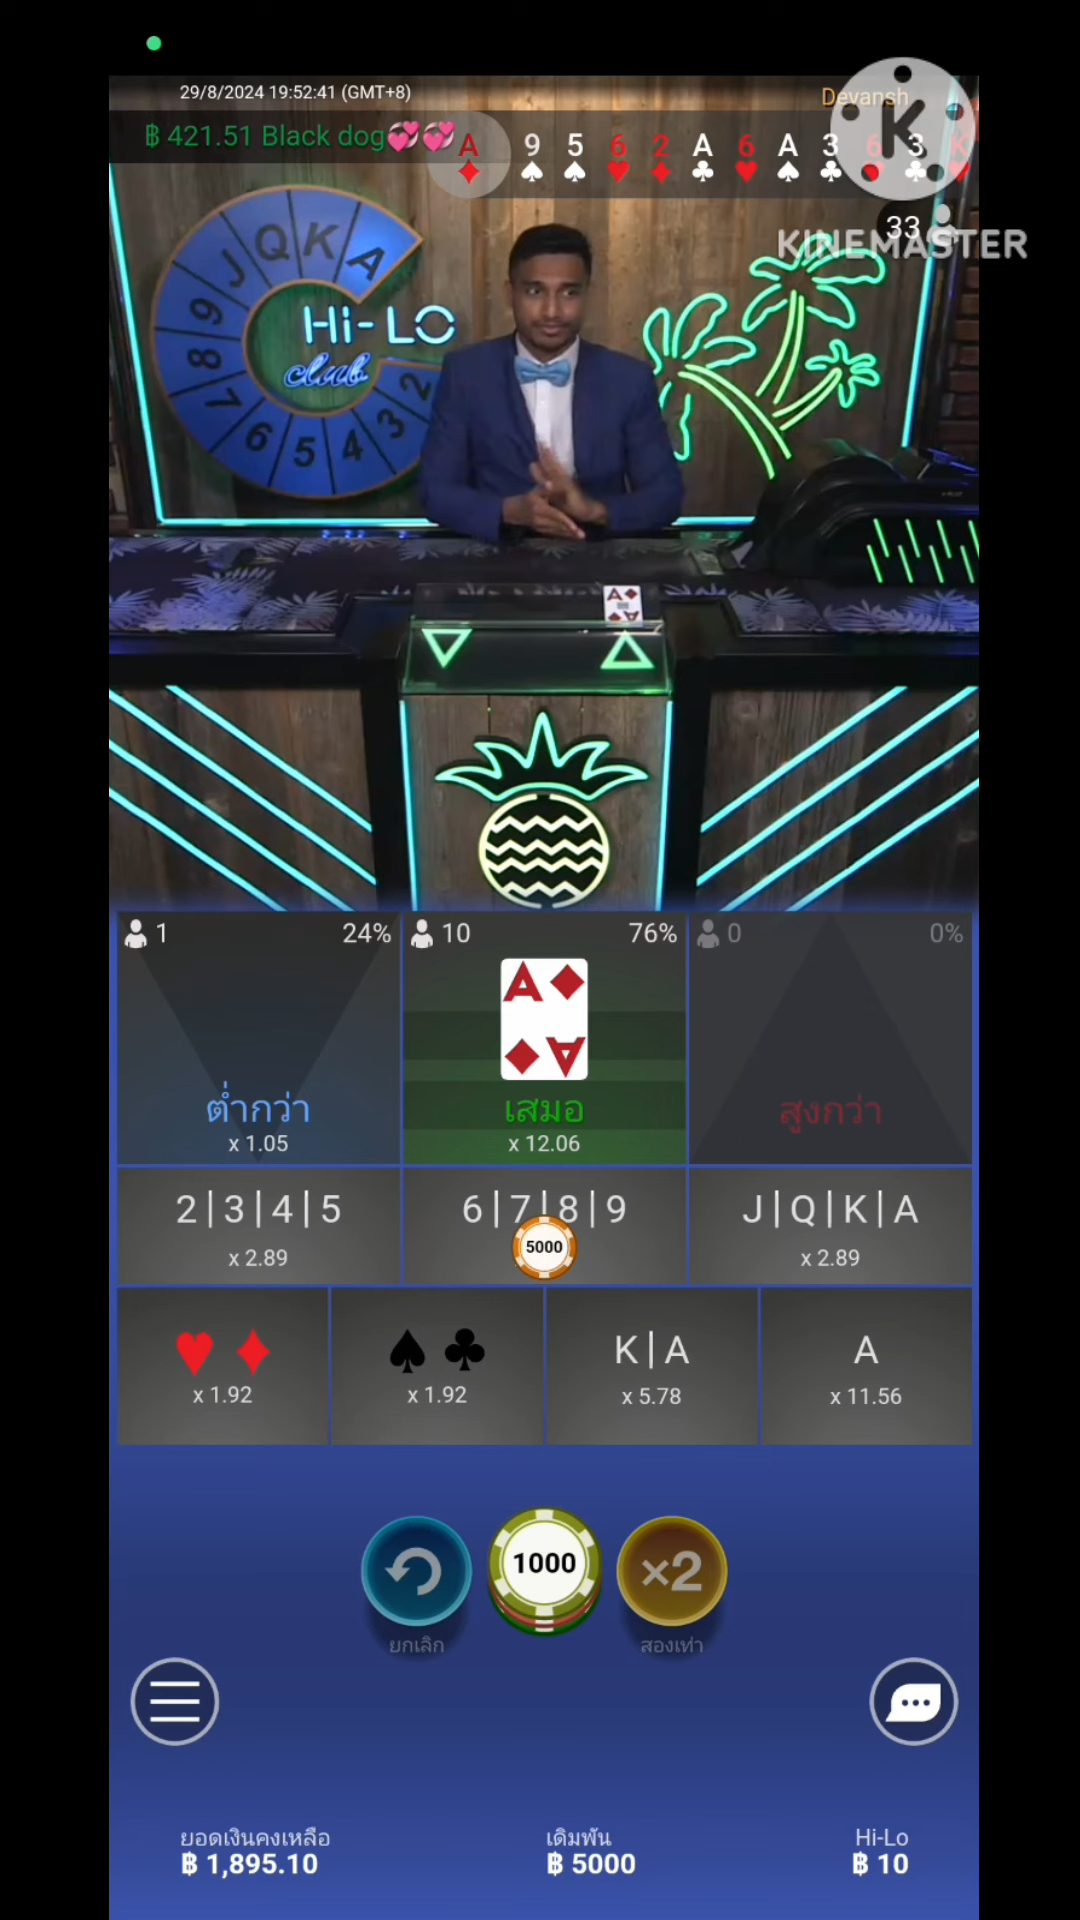 29/8/2024 19:52:41 (GMT+8)
Devansh
฿ 421.51 Black dog💞💞
A♦ 9♠ 5♠ 6♥ 2♦ A♣ 6♥ A♠ 3♣ 6♥ 3♣ K♥
K
33
KINEMASTER
A K Q J 9 8 7 6 5 4 3 2
Hi-LO
club
A♦
1 24%
10 76%
0 0%
A♦
ต่ำกว่า
x 1.05
เสมอ
x 12.06
สูงกว่า
2|3|4|5
x 2.89
6|7|8|9
5000
J|Q|K|A
x 2.89
♥ ♦
x 1.92
♠ ♣
x 1.92
K|A
x 5.78
A
x 11.56
1000
×2
ยกเลิก
สองเท่า
ยอดเงินคงเหลือ
฿ 1,895.10
เดิมพัน
฿ 5000
Hi-Lo
฿ 10